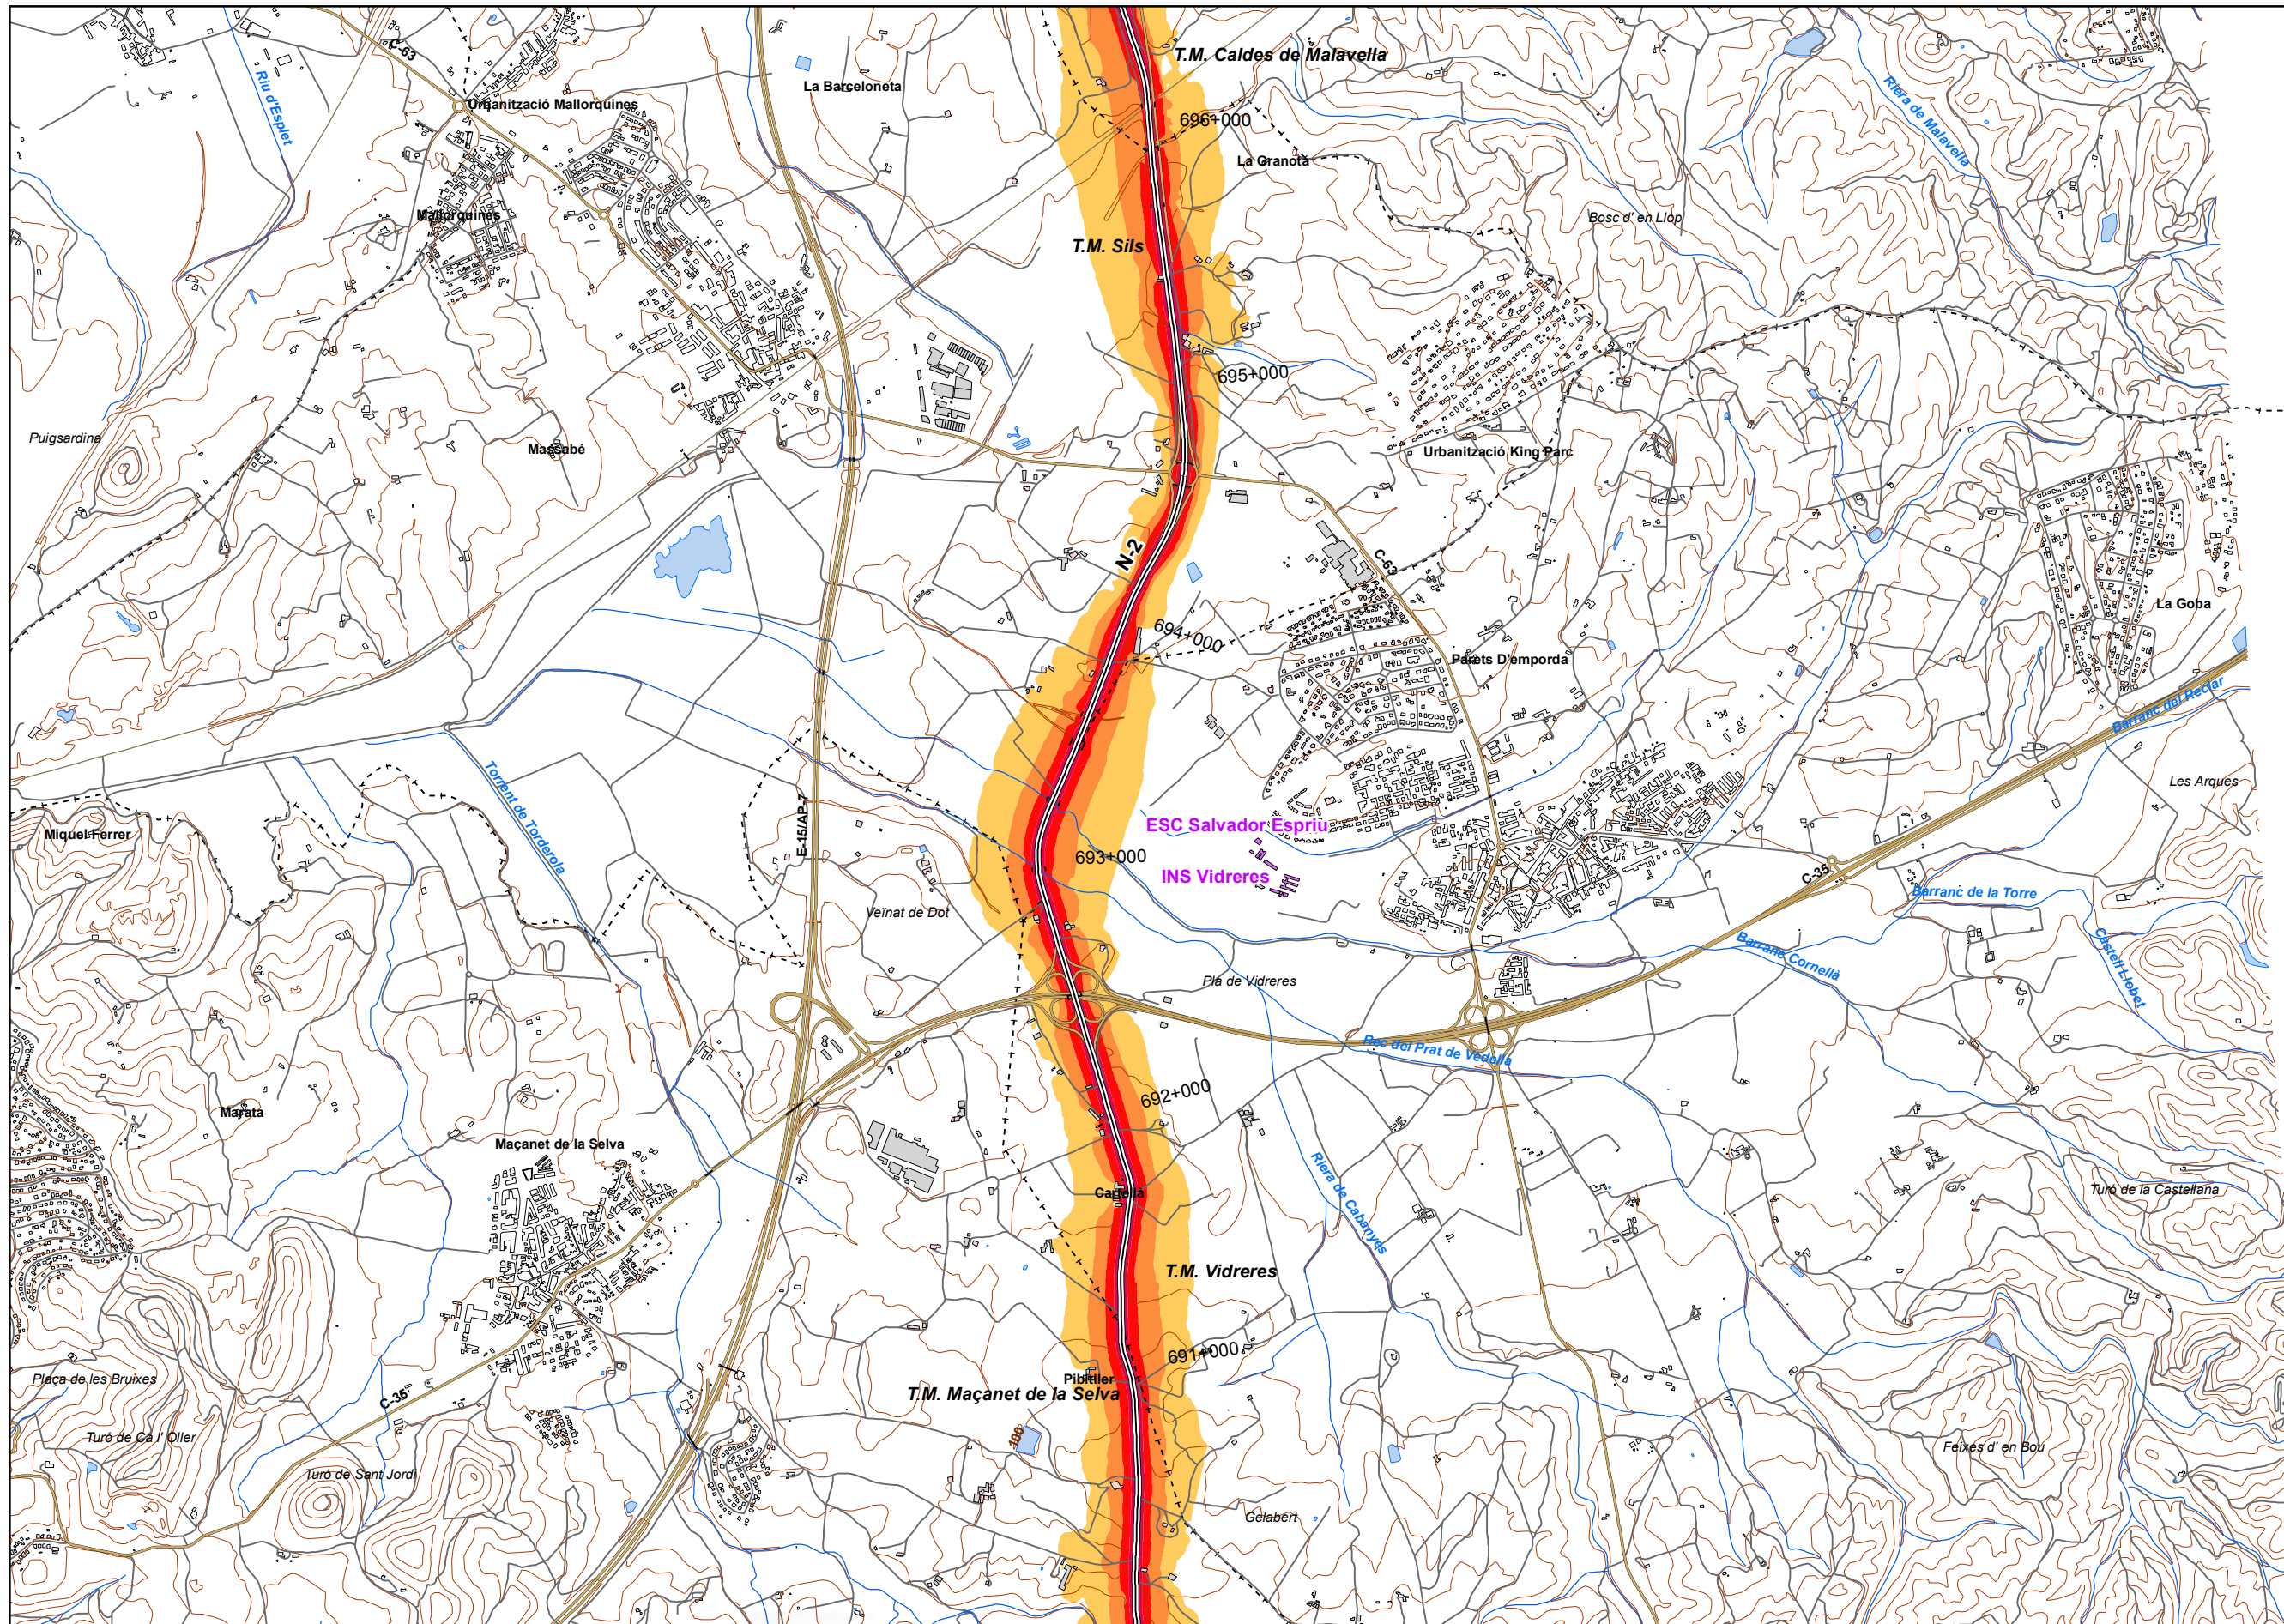 C-63
T.M. Caldes de Malavella
La Barceloneta
Riu d'Esplet
Urbanització Mallorquines
696+000
Riera de Malavella
La Granota
Mallorquines
Bosc d' en Llop
T.M. Sils
695+000
Puigsardina
Massabé
Urbanització King Parc
N-2
C-63
La Goba
694+000
Parets D'emporda
Barranc del Reclar
Torrent de Torderola
Les Arques
E-15/AP-7
ESC Salvador Espriu
Miquel Ferrer
693+000
INS Vidreres
C-35
Barranc de la Torre
Veïnat de Dot
Barranc Cornellà
Castell Llobet
Pla de Vidreres
Rec del Prat de Vedella
692+000
Marata
Maçanet de la Selva
Cartellà
Riera de Cabanyes
Turó de la Castellana
T.M. Vidreres
691+000
Plaça de les Bruixes
Pibitller
T.M. Maçanet de la Selva
C-35
Turó de Ca l' Oller
100
Feixes d' en Bou
Turó de Sant Jordi
Gelabert